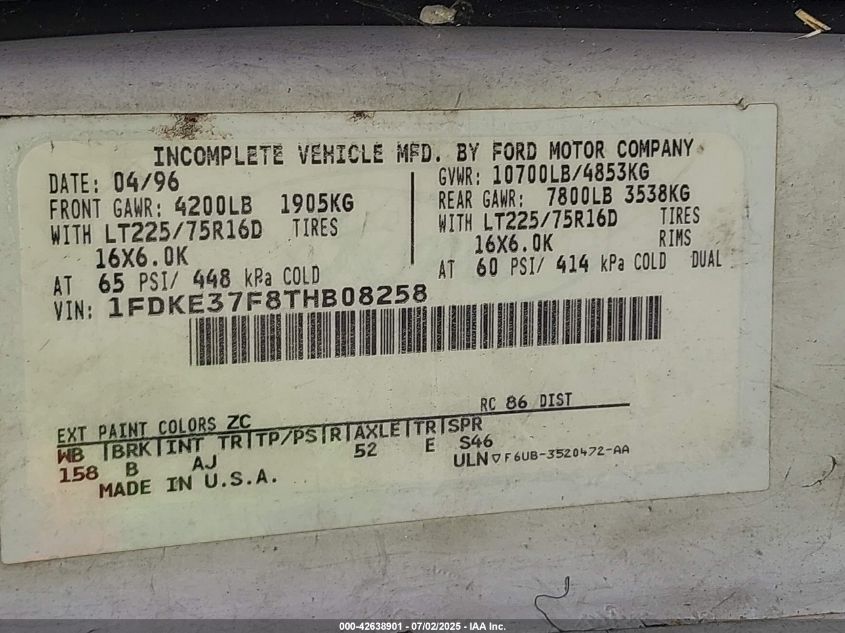 INCOMPLETE VEHICLE MFD. BY FORD MOTOR COMPANY
DATE: 04/96
GVWR: 10700LB/4853KG
FRONT GAWR: 4200LB 1905KG
REAR GAWR: 7800LB 3538KG
WITH LT225/75R16D TIRES
WITH LT225/75R16D TIRES
16X6.0K
16X6.0K RIMS
AT 65 PSI/ 448 kPa COLD
AT 60 PSI/ 414 kPa COLD DUAL
VIN: 1FDKE37F8THB08258
EXT PAINT COLORS ZC RC 86 DIST
WB |BRK|INT TR|TP/PS|R|AXLE|TR|SPR
158 B AJ 52 E S46
MADE IN U.S.A. ULN ▽ F6UB-3520472-AA
000-42638901 - 07/02/2025 - IAA Inc.